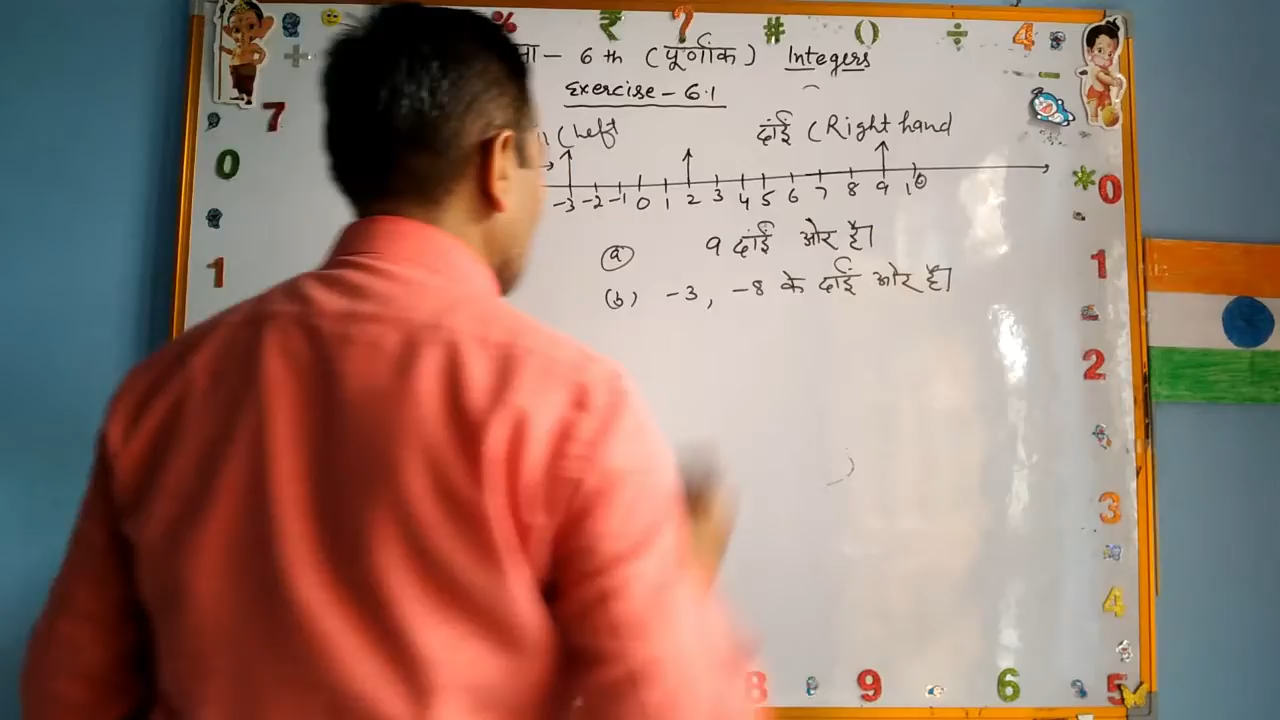 - 6 th (पूर्णांक) Integers
Exercise - 6.1
(Left दांई (Right hand
-3 -2 -1 0 1 2 3 4 5 6 7 8 9 10
(a) 9 दांई ओर है।
(b) -3, -8 के दांई ओर है।